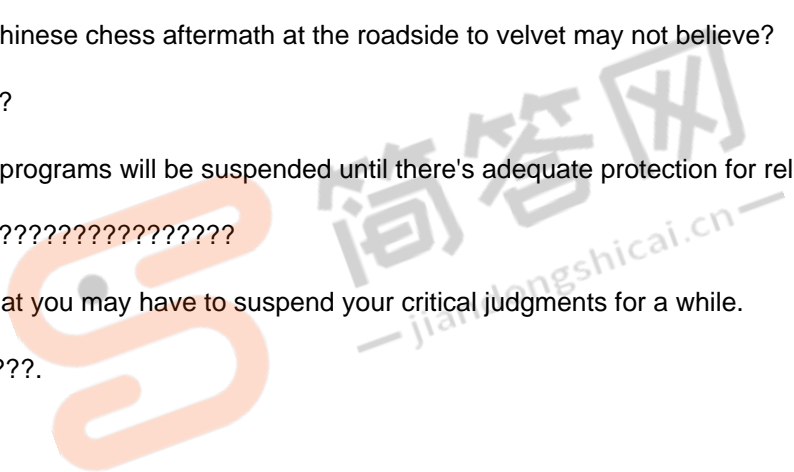 hinese chess aftermath at the roadside to velvet may not believe?
?
programs will be suspended until there's adequate protection for rel
????????????????
at you may have to suspend your critical judgments for a while.
???.
简答网
jiandongshicai.cn